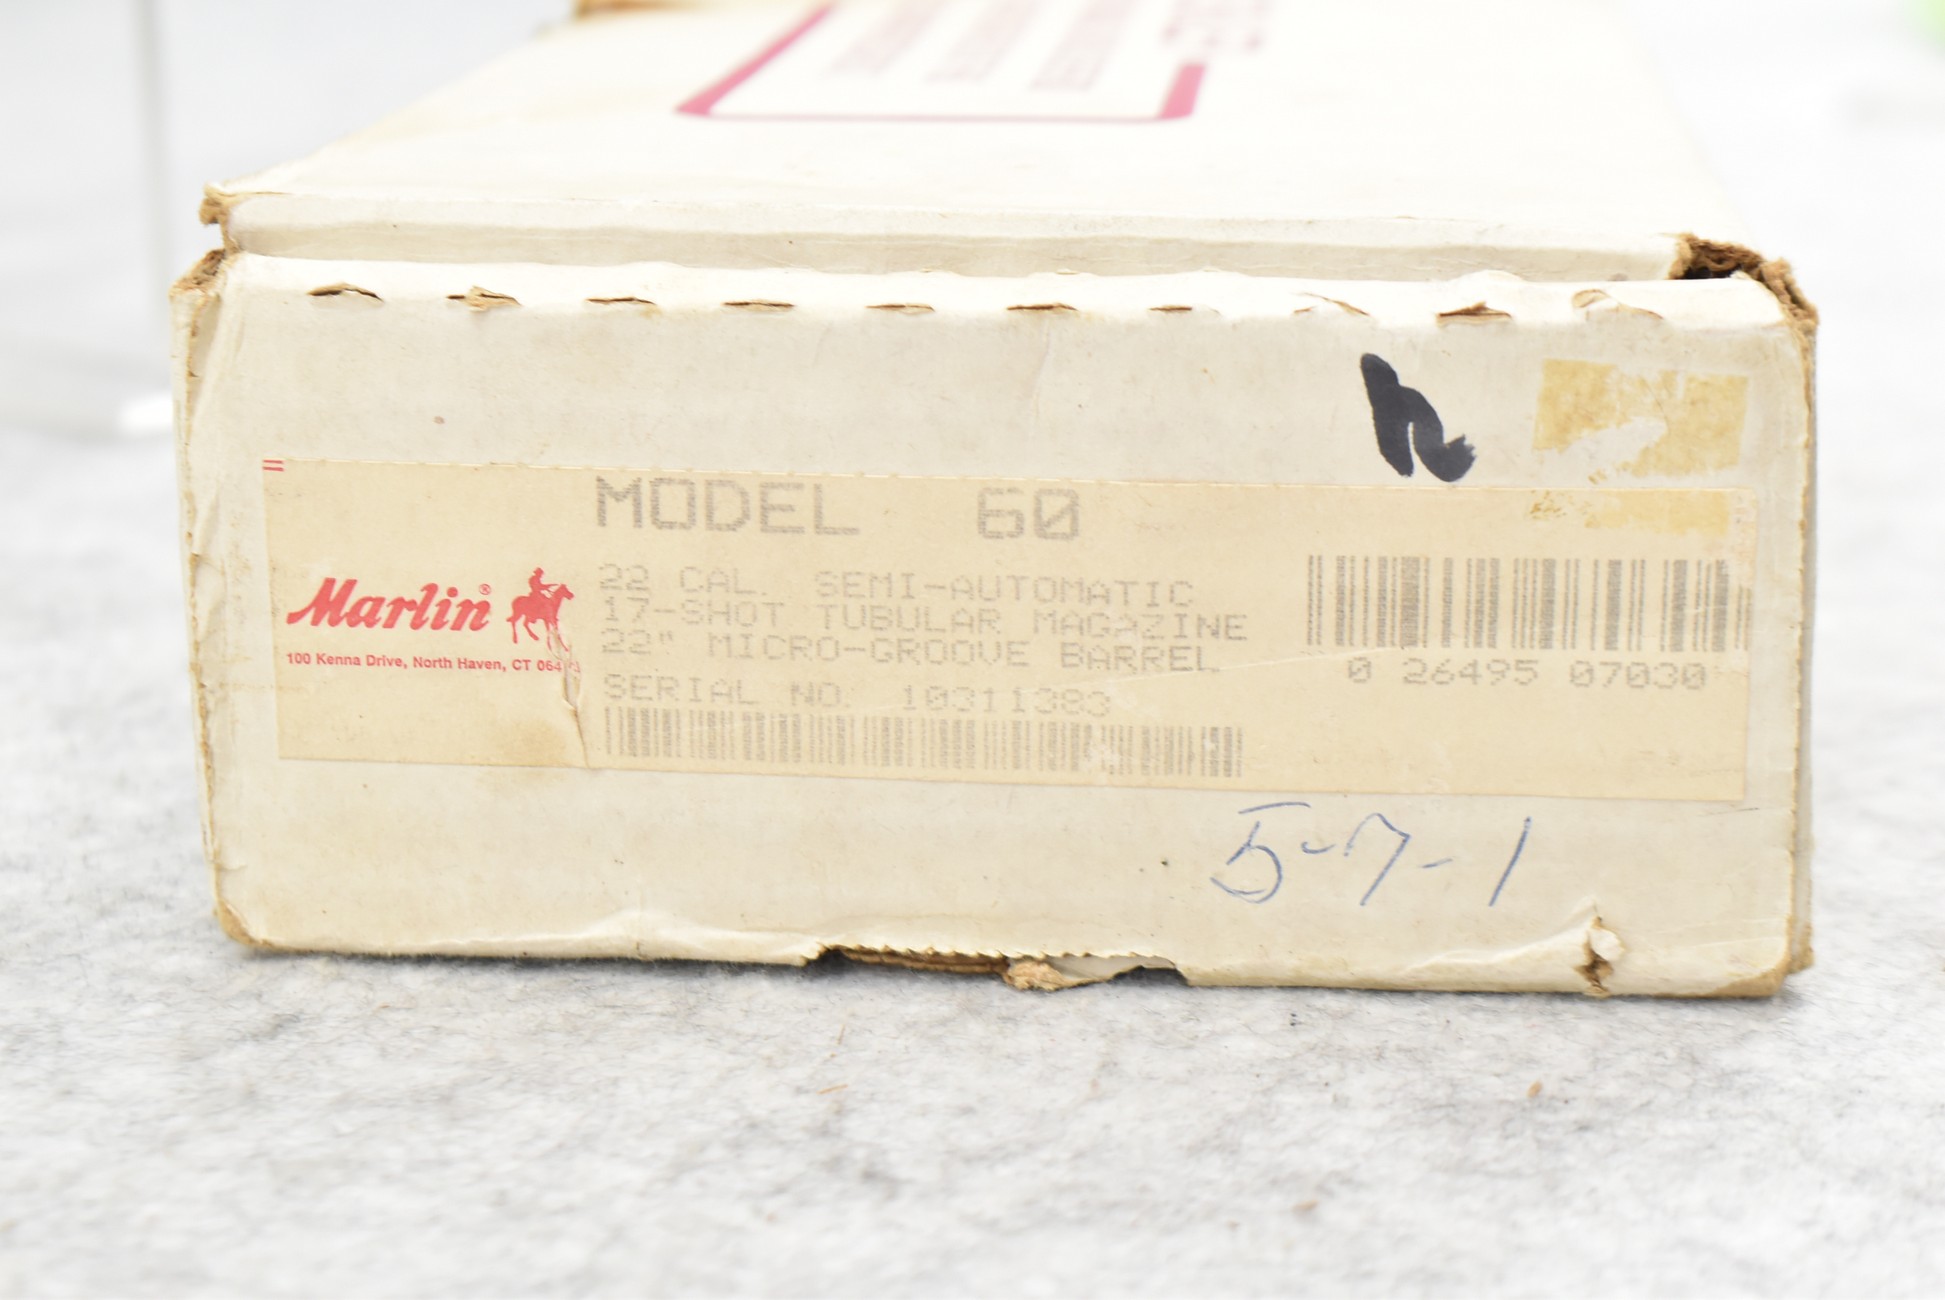 MODEL 60
Marlin®
100 Kenna Drive, North Haven, CT
22 CAL. SEMI-AUTOMATIC
17-SHOT TUBULAR MAGAZINE
22" MICRO-GROOVE BARREL
SERIAL NO. 10311383
0 26495 07030
5-7-1